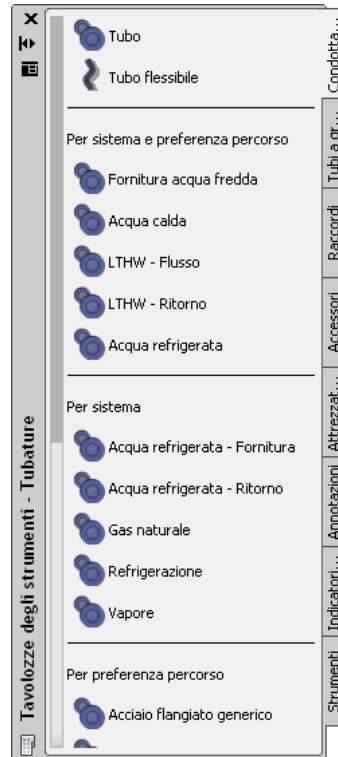 Tubo
Tubo flessibile
Per sistema e preferenza percorso
Fornitura acqua fredda
Acqua calda
LTHW - Flusso
LTHW - Ritorno
Acqua refrigerata
Per sistema
Acqua refrigerata - Fornitura
Acqua refrigerata - Ritorno
Gas naturale
Refrigerazione
Vapore
Per preferenza percorso
Acciaio flangiato generico
Tavolozze degli strumenti - Tubature
Condotta...
Tubi a gr...
Raccordi
Accessori
Attrezzat...
Annotazioni
Indicatori...
Strumenti